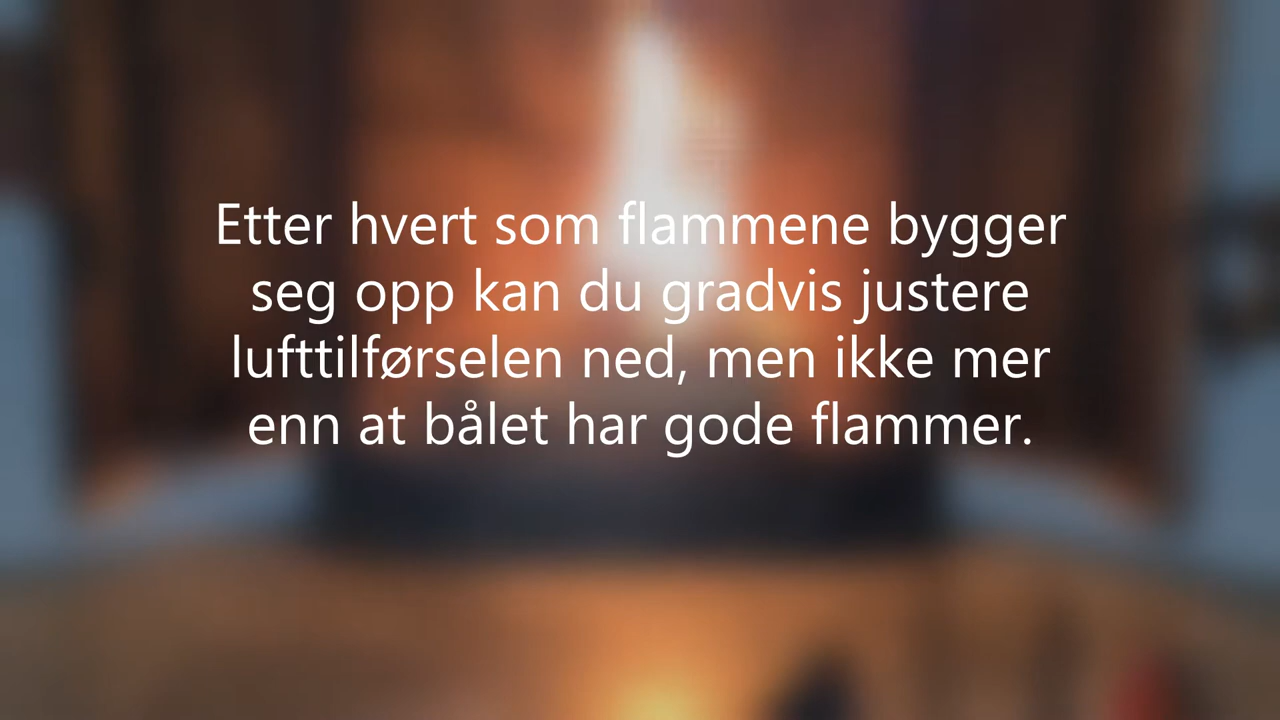 Etter hvert som flammene bygger
seg opp kan du gradvis justere
lufttilførselen ned, men ikke mer
enn at bålet har gode flammer.